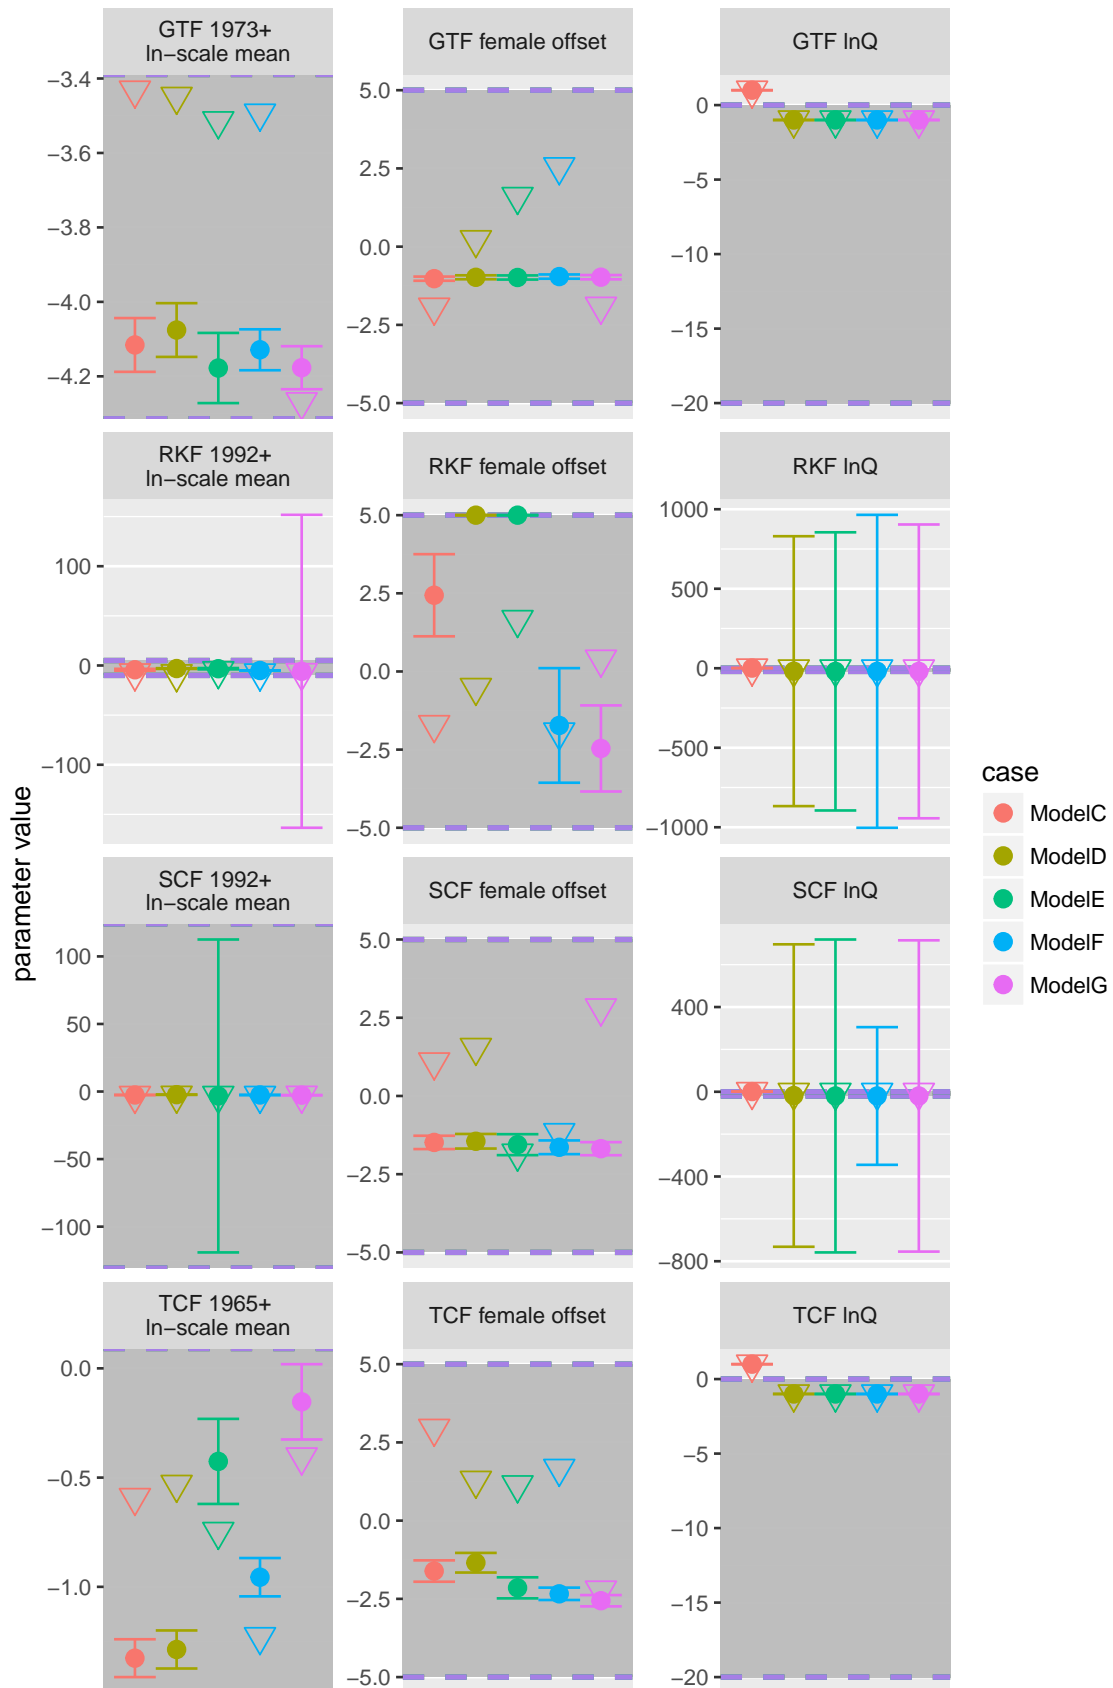 GTF 1973+
ln−scale mean
GTF female offset
GTF lnQ
−3.4
−3.6
−3.8
−4.0
−4.2
5.0
2.5
0.0
−2.5
−5.0
0
−5
−10
−15
−20
RKF 1992+
ln−scale mean
RKF female offset
RKF lnQ
100
0
−100
5.0
2.5
0.0
−2.5
−5.0
1000
500
0
−500
−1000
SCF 1992+
ln−scale mean
SCF female offset
SCF lnQ
100
50
0
−50
−100
5.0
2.5
0.0
−2.5
−5.0
400
0
−400
−800
TCF 1965+
ln−scale mean
TCF female offset
TCF lnQ
0.0
−0.5
−1.0
5.0
2.5
0.0
−2.5
−5.0
0
−5
−10
−15
−20
parameter value
case
ModelC
ModelD
ModelE
ModelF
ModelG